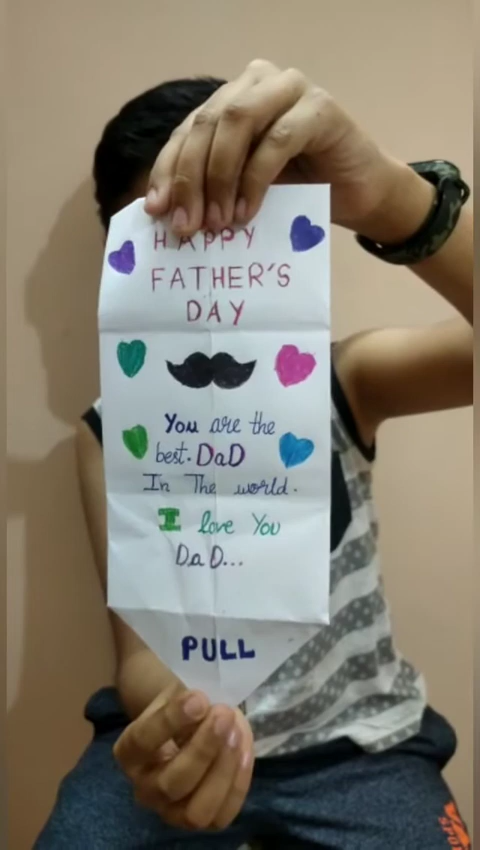 HAPPY
FATHER'S
DAY
You are the
best. DaD
In The world.
I love You
DaD...
PULL